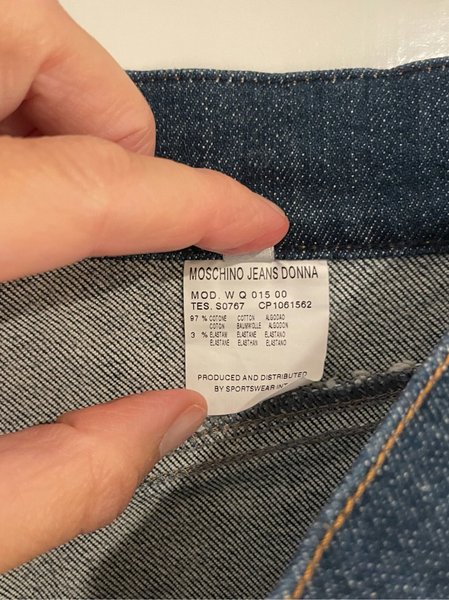 MOSCHINO JEANS DONNA
MOD. W Q 015 00
TES. S0767 CP1061562
97 % COTONE COTTON ALGODAO
COTON BAUMWOLLE ALGODON
3 % ELASTAM ELASTANE ELASTANO
ELASTANE ELASTHAN ELASTANO
PRODUCED AND DISTRIBUTED
BY SPORTSWEAR INT